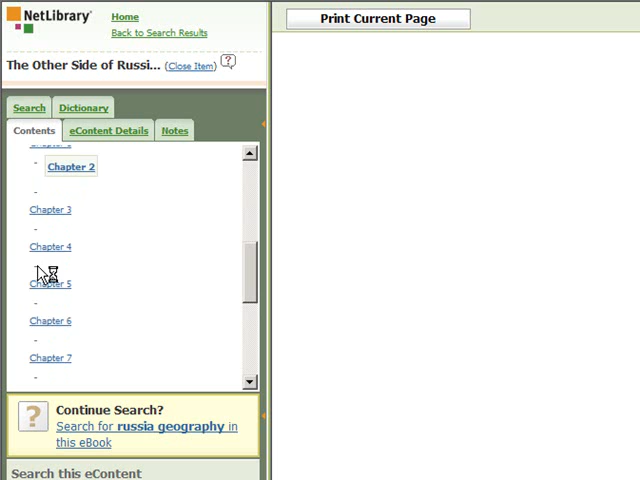 NetLibrary®
Home
Back to Search Results
The Other Side of Russi... (Close Item) ?
Search Dictionary
Contents eContent Details Notes
- Chapter 2
-
Chapter 3
-
Chapter 4
Chapter 5
-
Chapter 6
-
Chapter 7
-
? Continue Search?
Search for russia geography in
this eBook
Search this eContent
Print Current Page